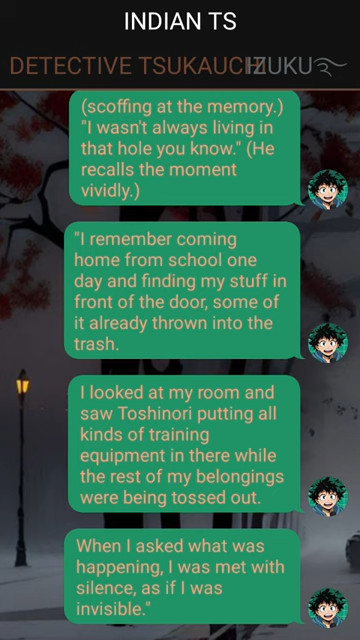 INDIAN TS
DETECTIVE TSUKAUCHI IZUKU
(scoffing at the memory.)
"I wasn't always living in
that hole you know." (He
recalls the moment
vividly.)
"I remember coming
home from school one
day and finding my stuff in
front of the door, some of
it already thrown into the
trash.
I looked at my room and
saw Toshinori putting all
kinds of training
equipment in there while
the rest of my belongings
were being tossed out.
When I asked what was
happening, I was met with
silence, as if I was
invisible."